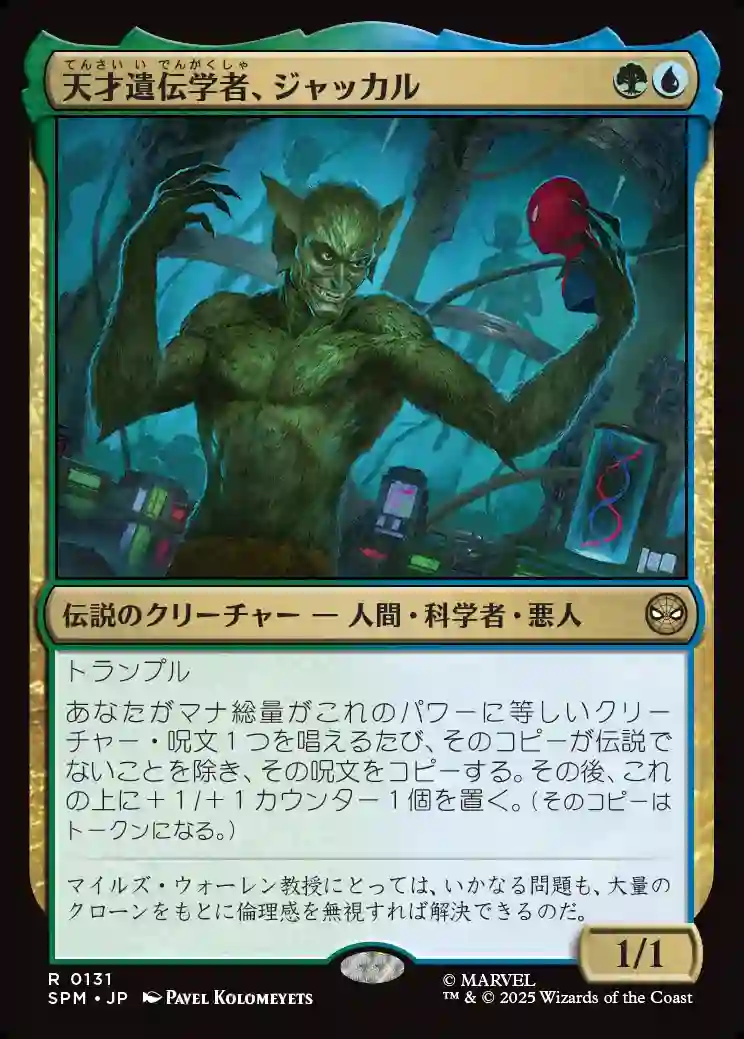 てんさい い でんがくしゃ
天才遺伝学者、ジャッカル
伝説のクリーチャー — 人間・科学者・悪人
トランプル
あなたがマナ総量がこれのパワーに等しいクリー
チャー・呪文１つを唱えるたび、そのコピーが伝説で
ないことを除き、その呪文をコピーする。その後、これ
の上に＋１/＋１カウンター１個を置く。（そのコピーは
トークンになる。）
マイルズ・ウォーレン教授にとっては、いかなる問題も、大量の
クローンをもとに倫理感を無視すれば解決できるのだ。
1/1
R 0131
SPM • JP PAVEL KOLOMEYETS
© MARVEL
™ & © 2025 Wizards of the Coast